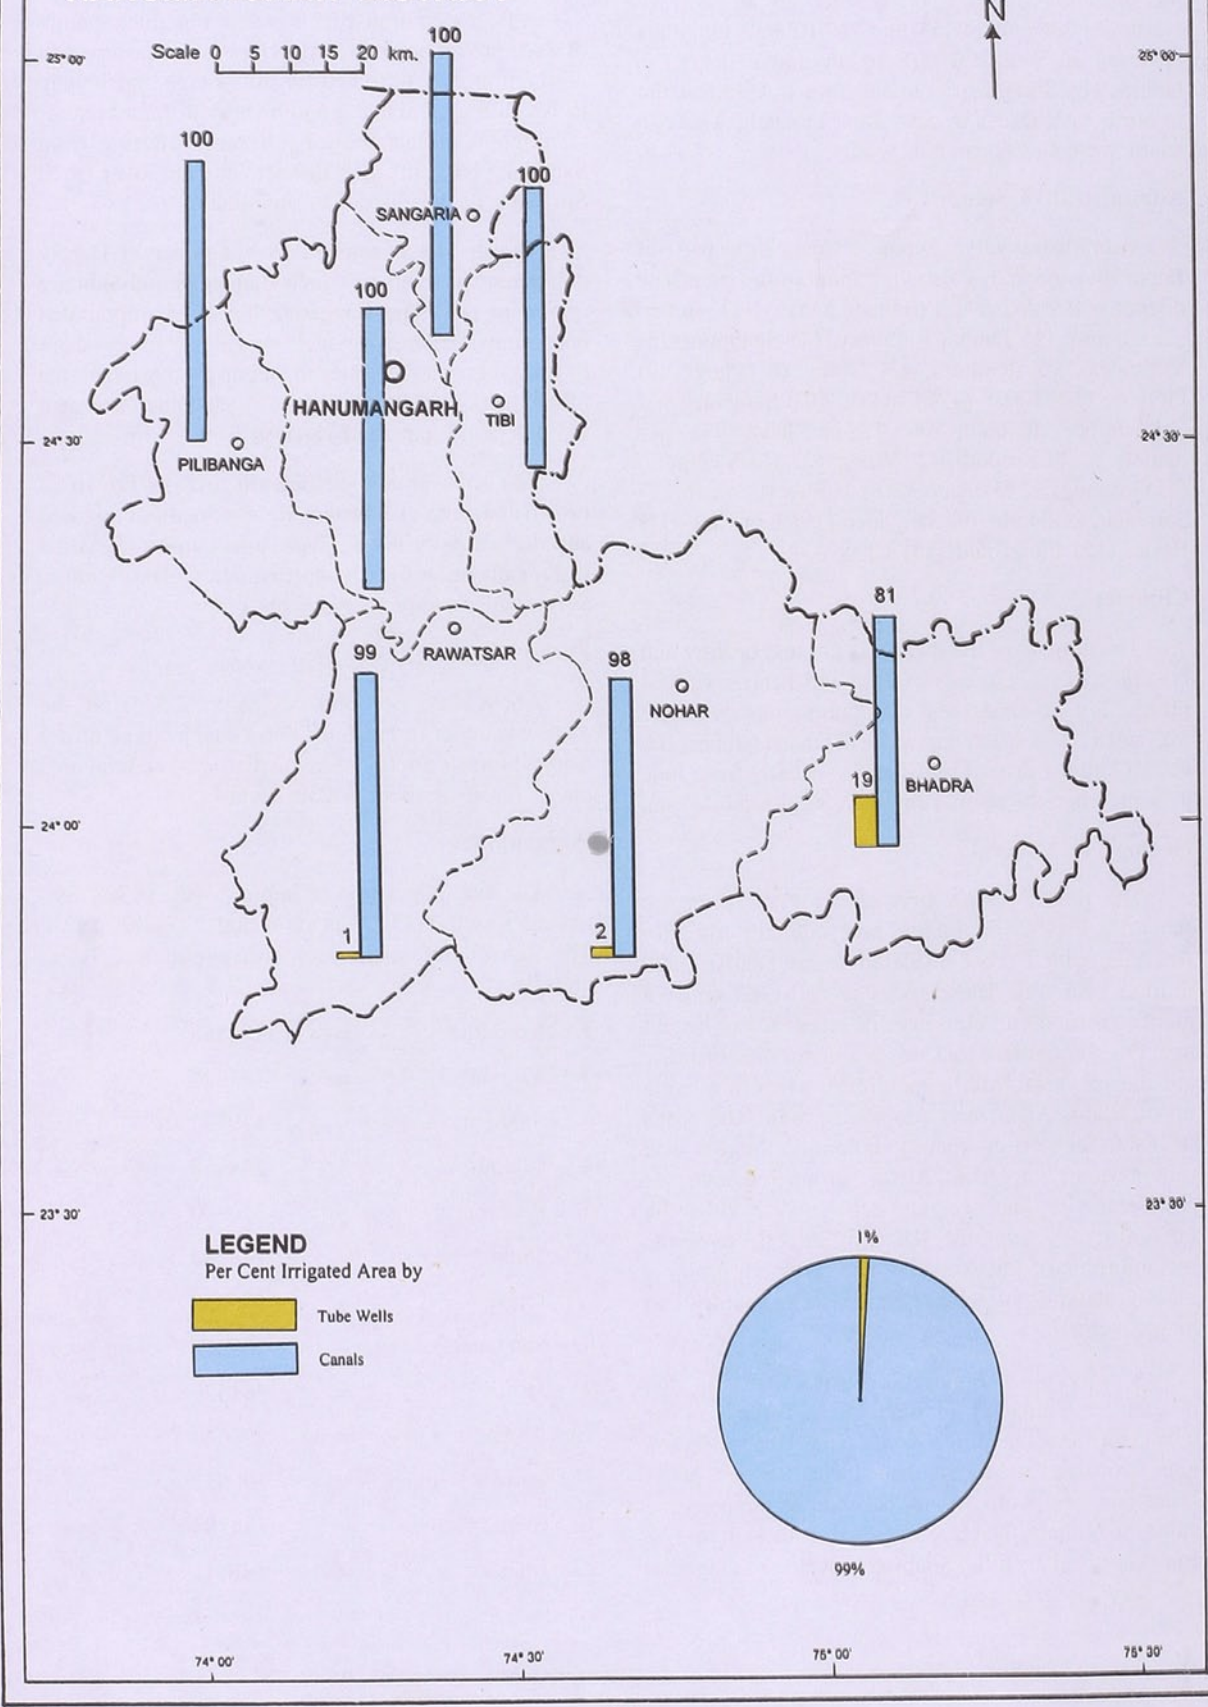 N
Scale 0 5 10 15 20 km.
25° 00'
25° 00'
100
100
100
SANGARIA
100
HANUMANGARH
TIBI
24° 30'
24° 30'
PILIBANGA
81
99
RAWATSAR
98
NOHAR
19
BHADRA
24° 00'
1
2
23° 30'
23° 30'
LEGEND
Per Cent Irrigated Area by
Tube Wells
Canals
1%
99%
74° 00'
74° 30'
75° 00'
75° 30'